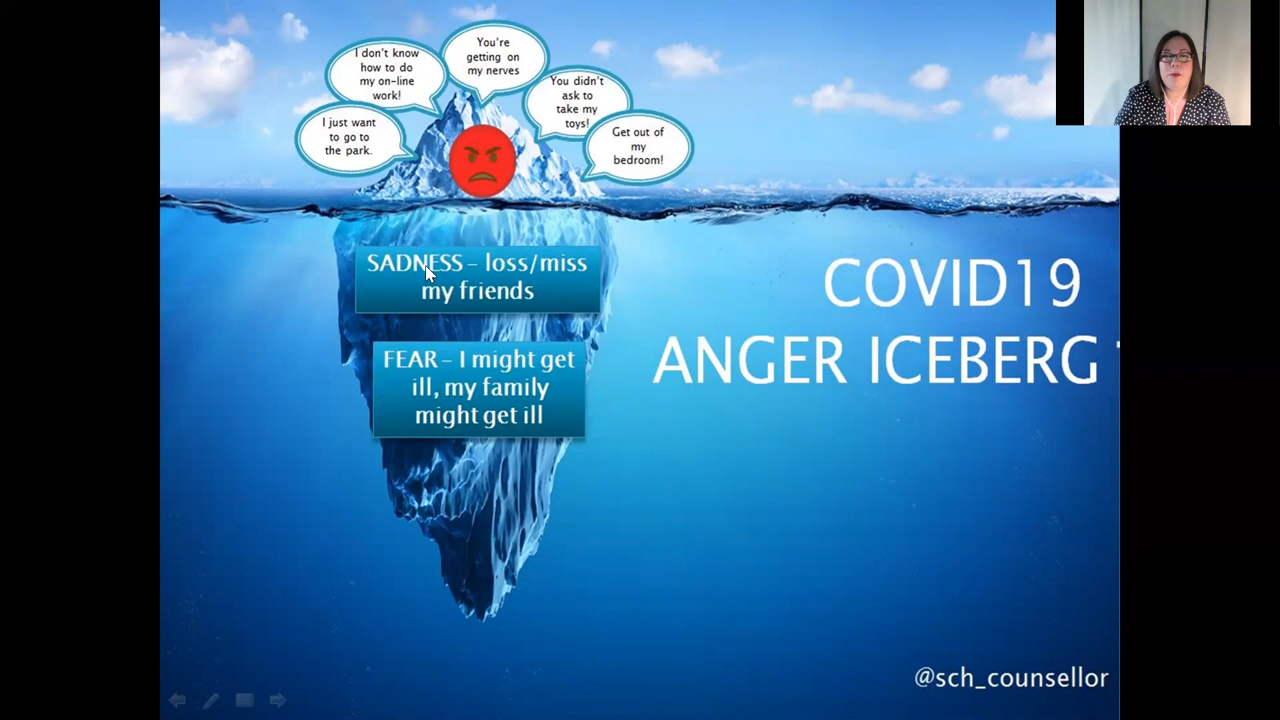 I don't know
how to do
my on-line
work!
You're
getting on
my nerves
You didn't
ask to
take my
toys!
I just want
to go to
the park.
Get out of
my
bedroom!
SADNESS – loss/miss
my friends
FEAR – I might get
ill, my family
might get ill
COVID19
ANGER ICEBERG
@sch_counsellor